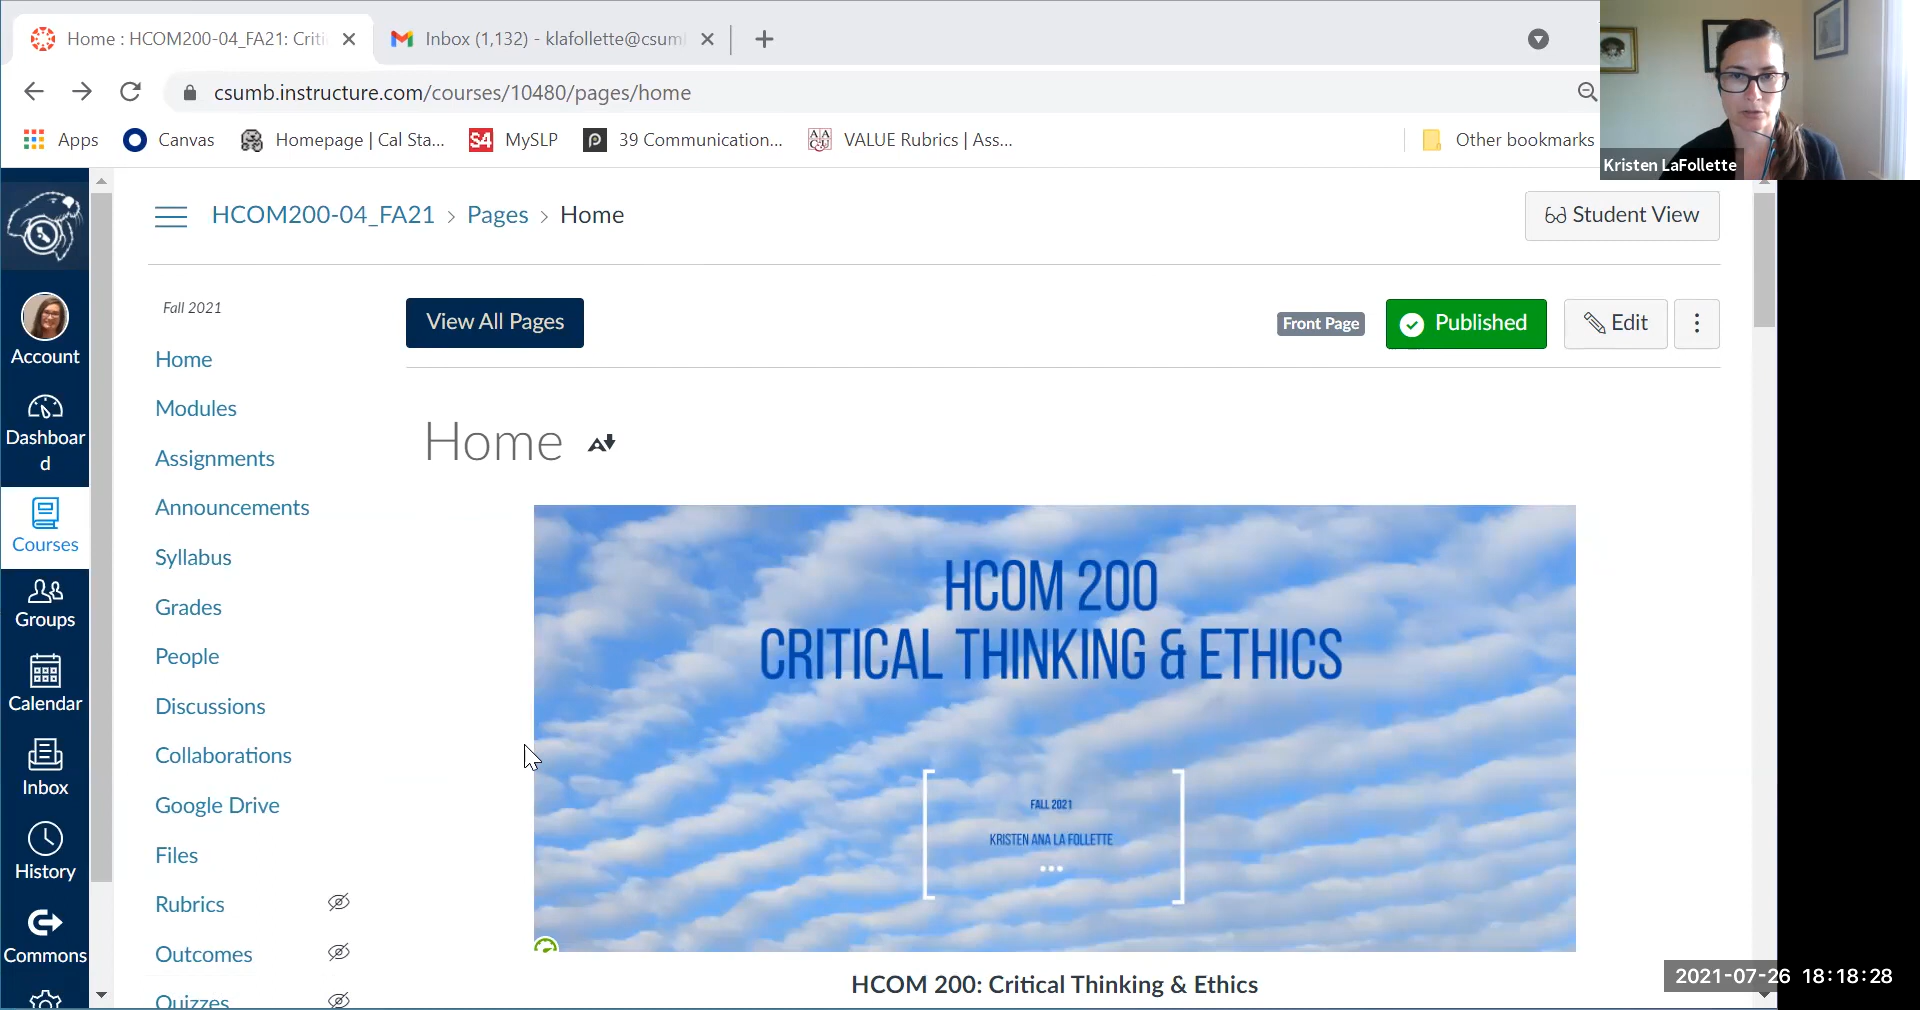 Home : HCOM200-04_FA21: Criti
Inbox (1,132) - klafollette@csum
csumb.instructure.com/courses/10480/pages/home
Apps
Canvas
Homepage | Cal Sta...
S4
MySLP
39 Communication...
VALUE Rubrics | Ass...
Other bookmarks
Kristen LaFollette
HCOM200-04_FA21 > Pages > Home
Student View
Account
Dashboar
d
Courses
Groups
Calendar
Inbox
History
Commons
Fall 2021
Home
Modules
Assignments
Announcements
Syllabus
Grades
People
Discussions
Collaborations
Google Drive
Files
Rubrics
Outcomes
Quizzes
View All Pages
Front Page
Published
Edit
Home
HCOM 200
CRITICAL THINKING & ETHICS
FALL 2021
KRISTEN ANA LA FOLLETTE
HCOM 200: Critical Thinking & Ethics
2021-07-26 18:18:28